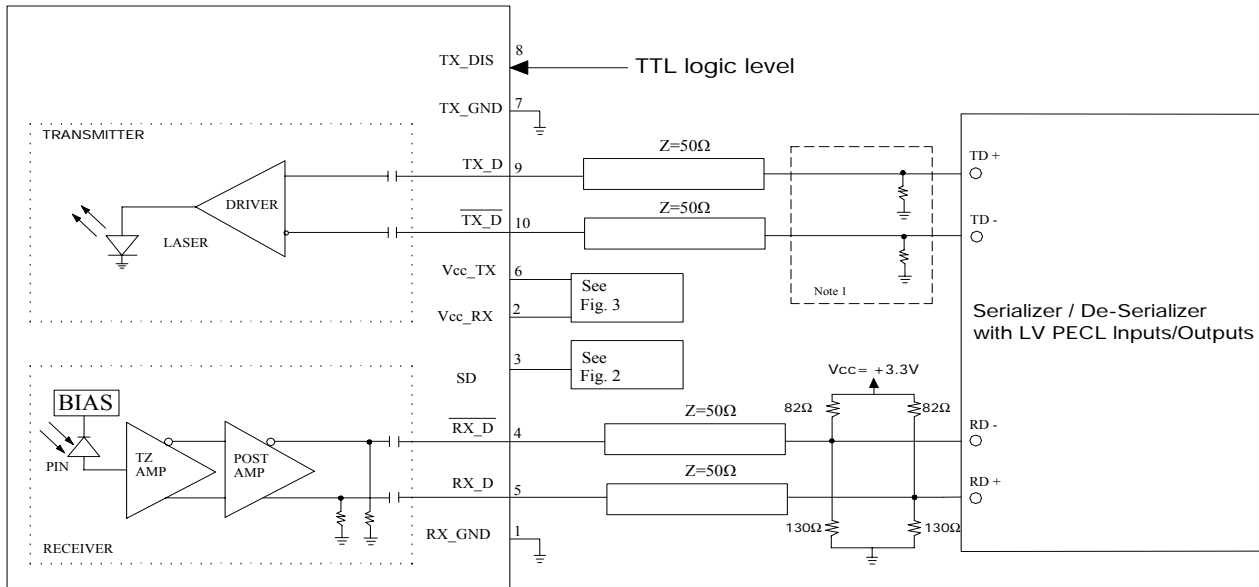 8
TX_DIS
TTL logic level
7
TX_GND
TRANSMITTER
Z=50Ω
TX_D
9
TD +
DRIVER
LASER
Z=50Ω
TX_D
10
TD -
Vcc_TX
6
See
Fig. 3
Note 1
Vcc_RX
2
Serializer / De-Serializer
with LV PECL Inputs/Outputs
SD
3
See
Fig. 2
Vcc= +3.3V
82Ω
82Ω
BIAS
Z=50Ω
RX_D
4
RD -
PIN
TZ
AMP
POST
AMP
Z=50Ω
RX_D
5
RD +
130Ω
130Ω
RX_GND
1
RECEIVER